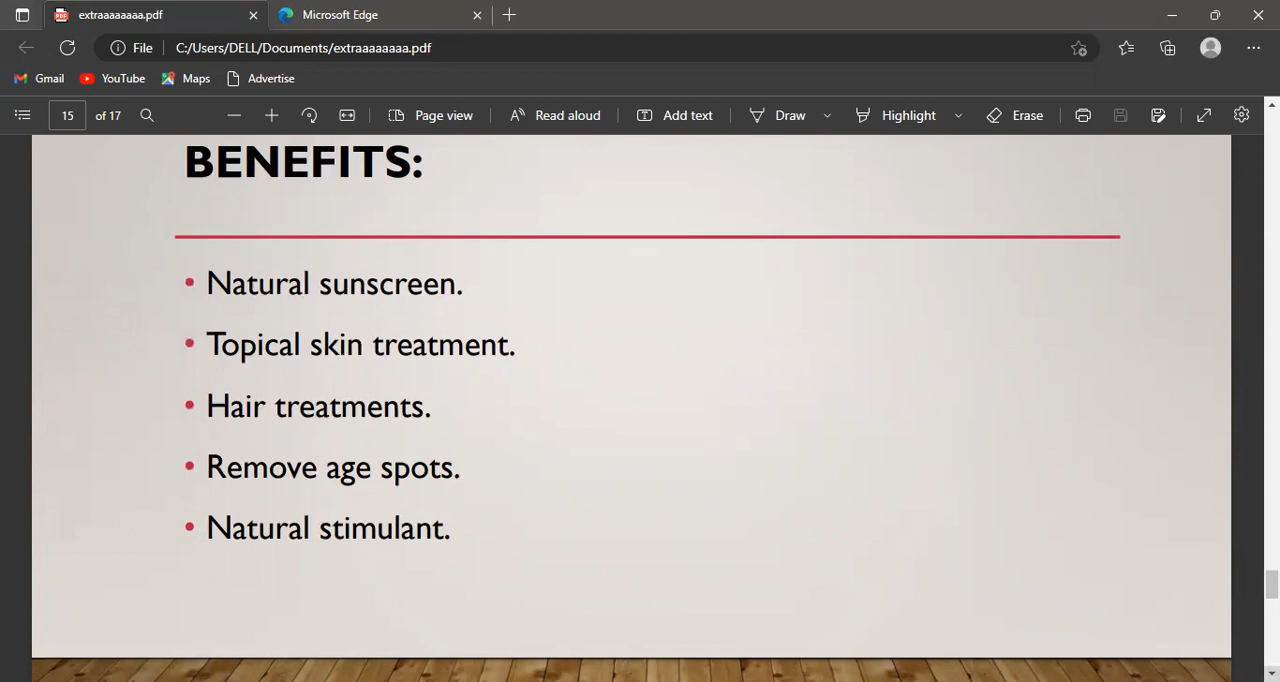 extraaaaaaaa.pdf
Microsoft Edge
File
C:/Users/DELL/Documents/extraaaaaaaa.pdf
Gmail
YouTube
Maps
Advertise
15
of 17
Page view
Read aloud
Add text
Draw
Highlight
Erase
BENEFITS:
• Natural sunscreen.
• Topical skin treatment.
• Hair treatments.
• Remove age spots.
• Natural stimulant.